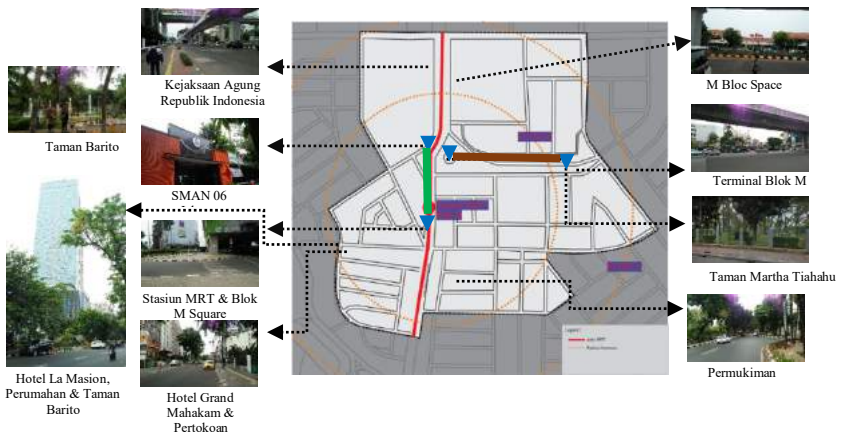 Kejaksaan Agung
Republik Indonesia
Taman Barito
SMAN 06
Stasiun MRT & Blok
M Square
Hotel La Masion,
Perumahan & Taman
Barito
Hotel Grand
Mahakam &
Pertokoan
M Bloc Space
Terminal Blok M
Taman Martha Tiahahu
Permukiman